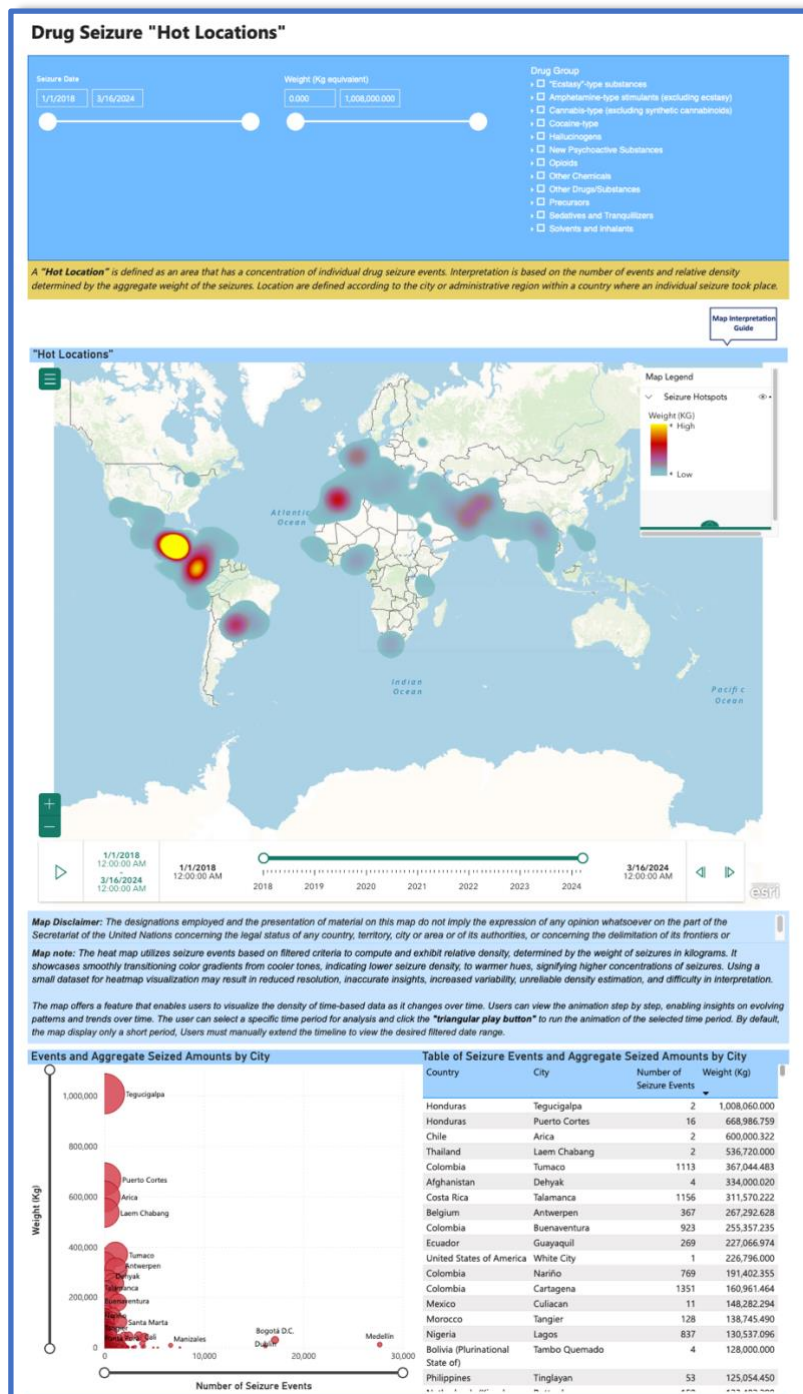 Drug Seizure "Hot Locations"
Seizure Date
1/1/2018
3/16/2024
Weight (Kg equivalent)
0.000
1,008,000.000
Drug Group
"Ecstasy"-type substances
Amphetamine-type stimulants (excluding ecstasy)
Cannabis-type (excluding synthetic cannabinoids)
Cocaine-type
Hallucinogens
New Psychoactive Substances
Opioids
Other Chemicals
Other Drugs/Substances
Precursors
Sedatives and Tranquilizers
Solvents and Inhalants
A "Hot Location" is defined as an area that has a concentration of individual drug seizure events. Interpretation is based on the number of events and relative density
determined by the aggregate weight of the seizures. Location are defined according to the city or administrative region within a country where an individual seizure took place.
Map Interpretation
Guide
"Hot Locations"
Map Legend
Seizure Hotspots
Weight (KG)
High
Low
Atlantic
Ocean
Indian
Ocean
Pacific
Ocean
+
−
1/1/2018
12:00:00 AM
-
3/16/2024
12:00:00 AM
1/1/2018
12:00:00 AM
2018 2019 2020 2021 2022 2023 2024
3/16/2024
12:00:00 AM
esri
Map Disclaimer: The designations employed and the presentation of material on this map do not imply the expression of any opinion whatsoever on the part of the
Secretariat of the United Nations concerning the legal status of any country, territory, city or area or of its authorities, or concerning the delimitation of its frontiers or
Map note: The heat map utilizes seizure events based on filtered criteria to compute and exhibit relative density, determined by the weight of seizures in kilograms. It
showcases smoothly transitioning color gradients from cooler tones, indicating lower seizure density, to warmer hues, signifying higher concentrations of seizures. Using a
small dataset for heatmap visualization may result in reduced resolution, inaccurate insights, increased variability, unreliable density estimation, and difficulty in interpretation.
The map offers a feature that enables users to visualize the density of time-based data as it changes over time. Users can view the animation step by step, enabling insights on evolving
patterns and trends over time. The user can select a specific time period for analysis and click the "triangular play button" to run the animation of the selected time period. By default,
the map display only a short period, Users must manually extend the timeline to view the desired filtered date range.
Events and Aggregate Seized Amounts by City
Weight (Kg)
1,000,000
800,000
600,000
400,000
200,000
0
Tegucigalpa
Puerto Cortes
Arica
Laem Chabang
Tumaco
Antwerpen
Dehyak
Talamanca
Buenaventura
Nariño
Santa Marta
Tangier
Cali
Manizales
Bogotá D.C.
Dublin
Medellin
0 10,000 20,000 30,000
Number of Seizure Events
Table of Seizure Events and Aggregate Seized Amounts by City
Country City Number of Seizure Events Weight (Kg)
Honduras Tegucigalpa 2 1,008,060.000
Honduras Puerto Cortes 16 668,986.759
Chile Arica 2 600,000.322
Thailand Laem Chabang 2 536,720.000
Colombia Tumaco 1113 367,044.483
Afghanistan Dehyak 4 334,000.020
Costa Rica Talamanca 1156 311,570.222
Belgium Antwerpen 367 267,292.628
Colombia Buenaventura 923 255,357.235
Ecuador Guayaquil 269 227,066.974
United States of America White City 1 226,796.000
Colombia Nariño 769 191,402.355
Colombia Cartagena 1351 160,961.464
Mexico Culiacan 11 148,282.294
Morocco Tangier 128 138,745.490
Nigeria Lagos 837 130,537.096
Bolivia (Plurinational State of) Tambo Quemado 4 128,000.000
Philippines Tinglayan 53 125,054.450